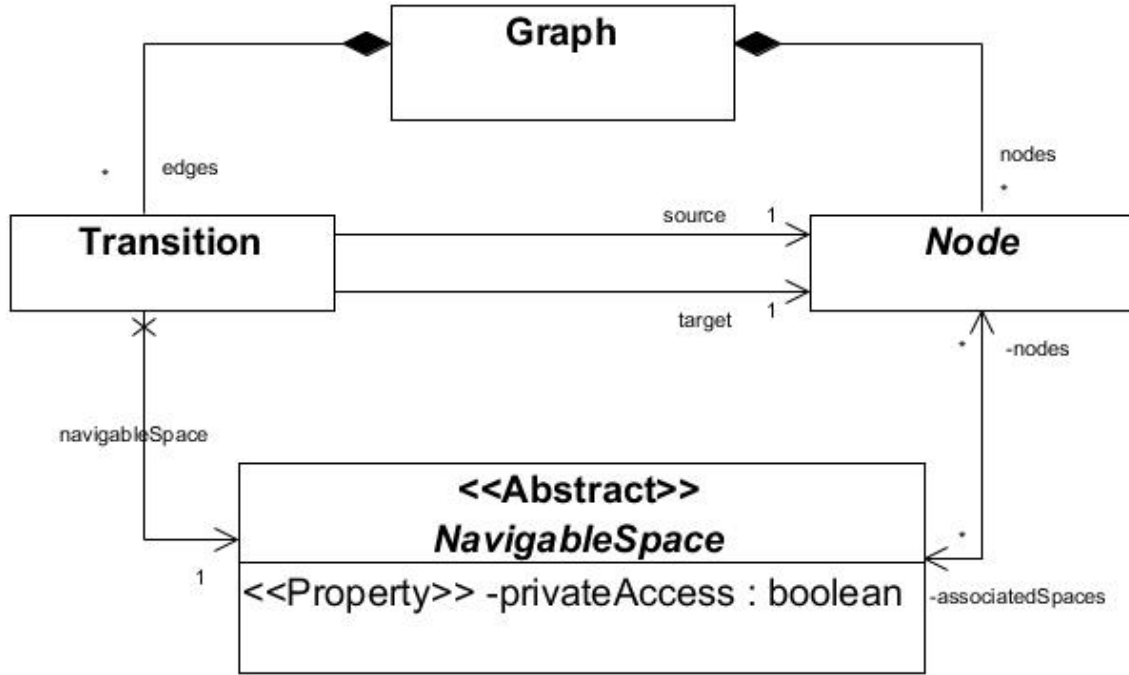 Graph
edges
*
nodes
*
Transition
source
1
Node
target
1
*
-nodes
navigableSpace
1
<<Abstract>>
NavigableSpace
*
<<Property>> -privateAccess : boolean
-associatedSpaces